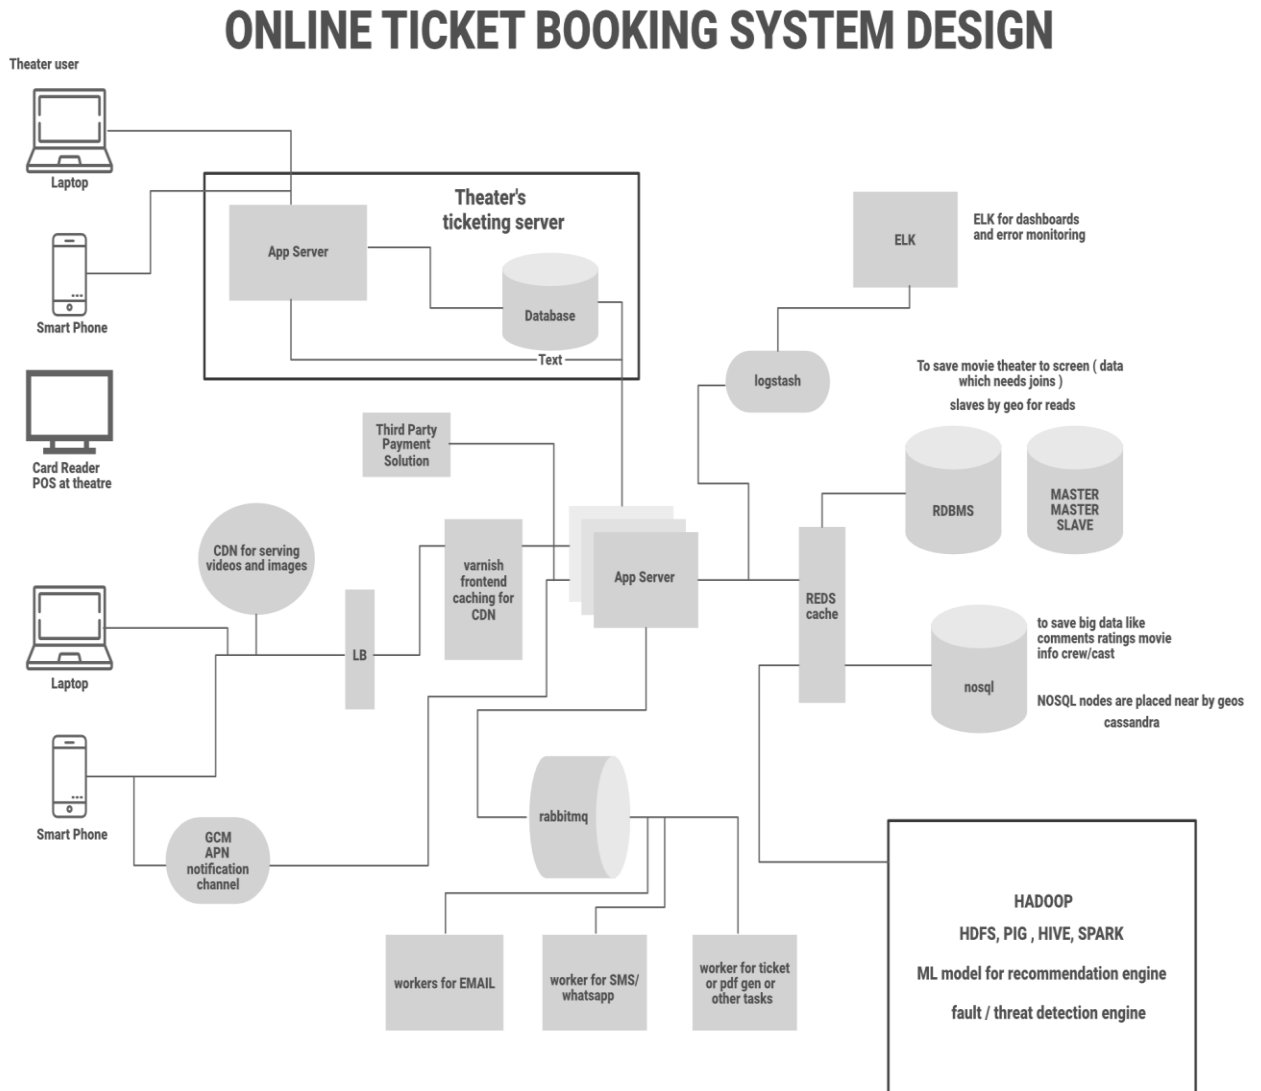 ONLINE TICKET BOOKING SYSTEM DESIGN
Theater user
Laptop
Smart Phone
Card Reader
POS at theatre
Theater's
ticketing server
App Server
Database
Text
ELK
ELK for dashboards
and error monitoring
logstash
To save movie theater to screen ( data
which needs joins )
slaves by geo for reads
RDBMS
MASTER
MASTER
SLAVE
Third Party
Payment
Solution
CDN for serving
videos and images
varnish
frontend
caching for
CDN
App Server
REDS
cache
Laptop
LB
nosql
to save big data like
comments ratings movie
info crew/cast
NOSQL nodes are placed near by geos
cassandra
Smart Phone
GCM
APN
notification
channel
rabbitmq
workers for EMAIL
worker for SMS/
whatsapp
worker for ticket
or pdf gen or
other tasks
HADOOP
HDFS, PIG , HIVE, SPARK
ML model for recommendation engine
fault / threat detection engine